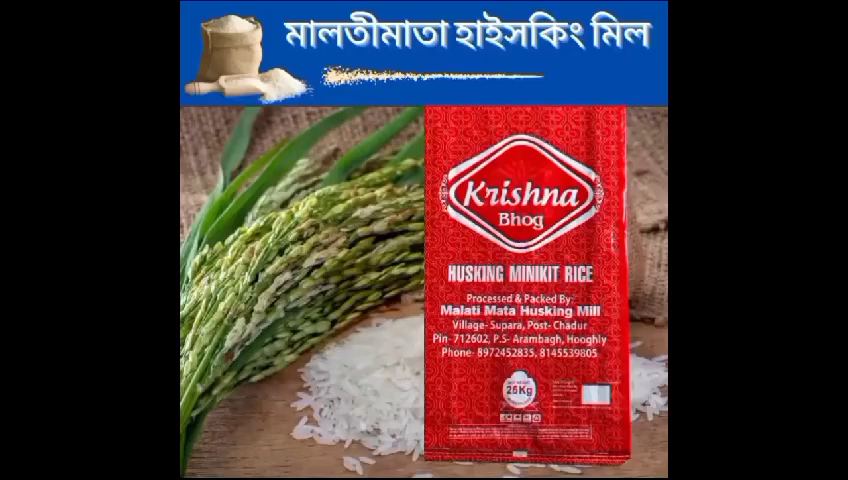 মালতীমাতা হাইসকিং মিল
Krishna
Bhog
HUSKING MINIKIT RICE
Processed & Packed By:
Malati Mata Husking Mill
Village- Supara, Post- Chadur
Pin- 712602, P.S- Arambagh, Hooghly
Phone- 8972452835, 8145539805
25Kg